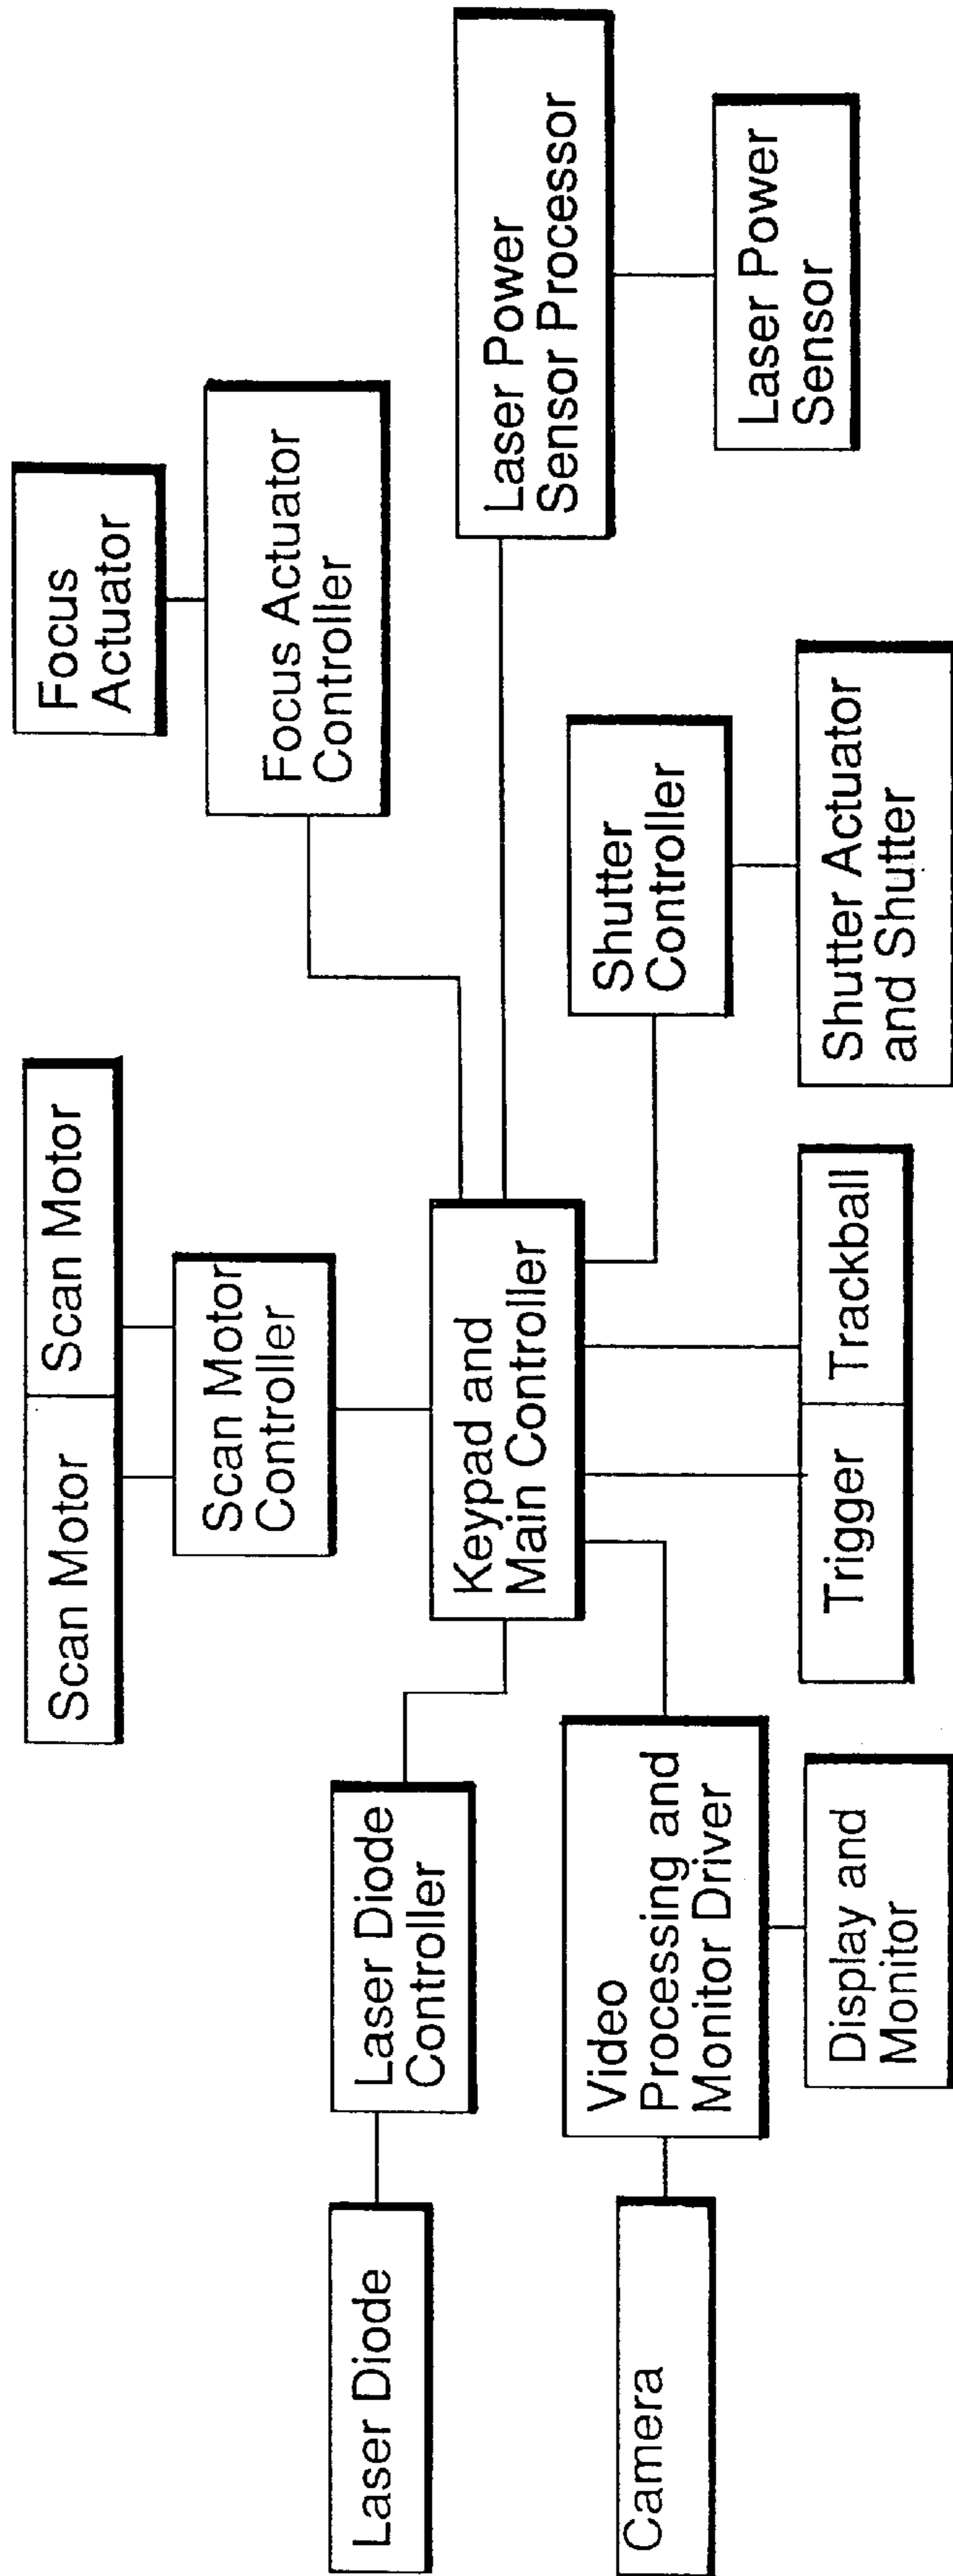 Scan Motor
Scan Motor
Focus
Actuator
Scan Motor
Controller
Focus Actuator
Controller
Laser Diode
Laser Diode
Controller
Keypad and
Main Controller
Laser Power
Sensor Processor
Camera
Video
Processing and
Monitor Driver
Shutter
Controller
Laser Power
Sensor
Display and
Monitor
Trigger
Trackball
Shutter Actuator
and Shutter